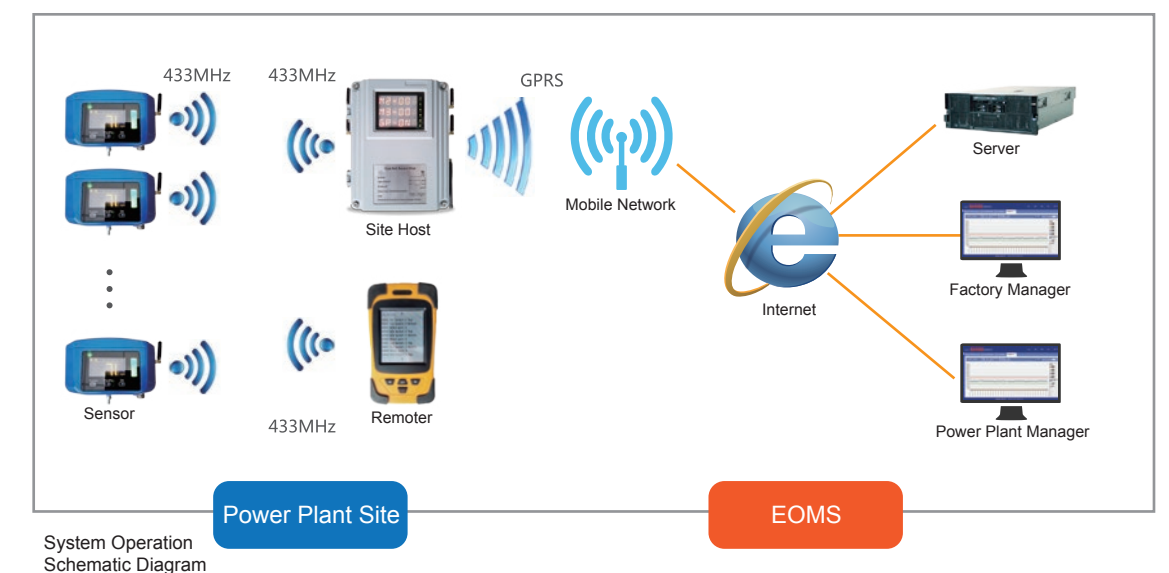 433MHz
433MHz
GPRS
Site Host
Mobile Network
Server
Factory Manager
Internet
Sensor
433MHz
Remoter
Power Plant Manager
Power Plant Site
EOMS
System Operation
Schematic Diagram